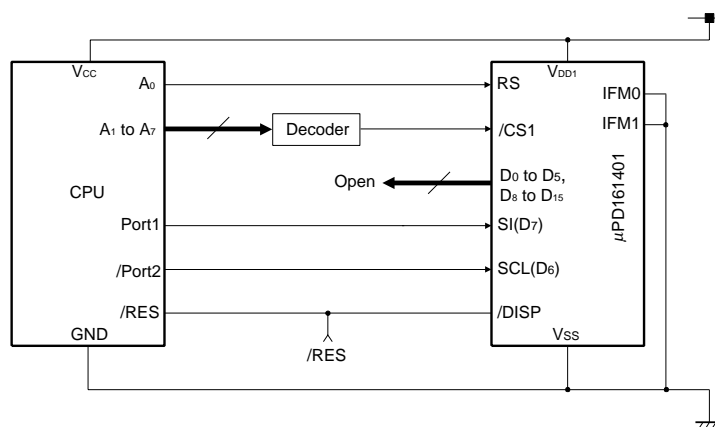 VCC
VDD1
A0
RS
IFM0
A1 to A7
Decoder
/CS1
IFM1
Open
D0 to D5,
D8 to D15
CPU
μPD161401
Port1
SI(D7)
/Port2
SCL(D6)
/RES
/DISP
GND
/RES
VSS